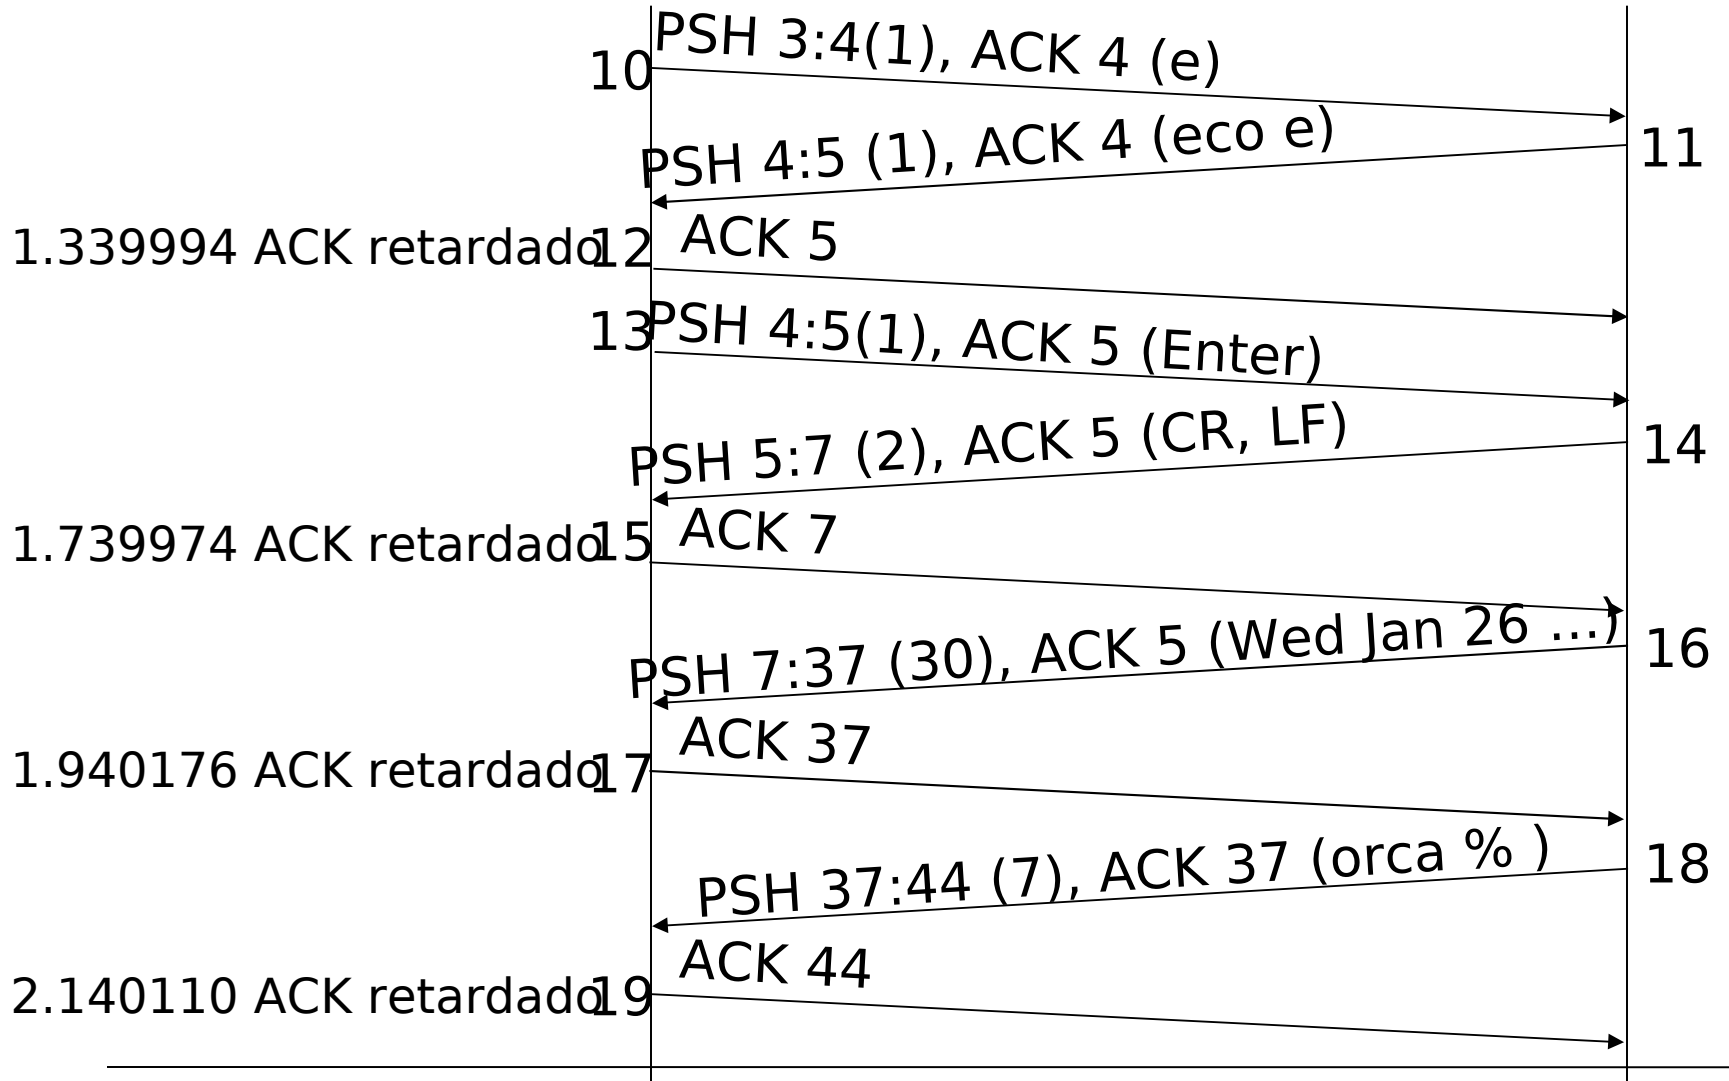 PSH 3:4(1), ACK 4 (e)
10
PSH 4:5 (1), ACK 4 (eco e)
11
1.339994 ACK retardado
12
ACK 5
13
PSH 4:5(1), ACK 5 (Enter)
PSH 5:7 (2), ACK 5 (CR, LF)
14
1.739974 ACK retardado
15
ACK 7
PSH 7:37 (30), ACK 5 (Wed Jan 26 ...)
16
1.940176 ACK retardado
17
ACK 37
PSH 37:44 (7), ACK 37 (orca % )
18
2.140110 ACK retardado
19
ACK 44